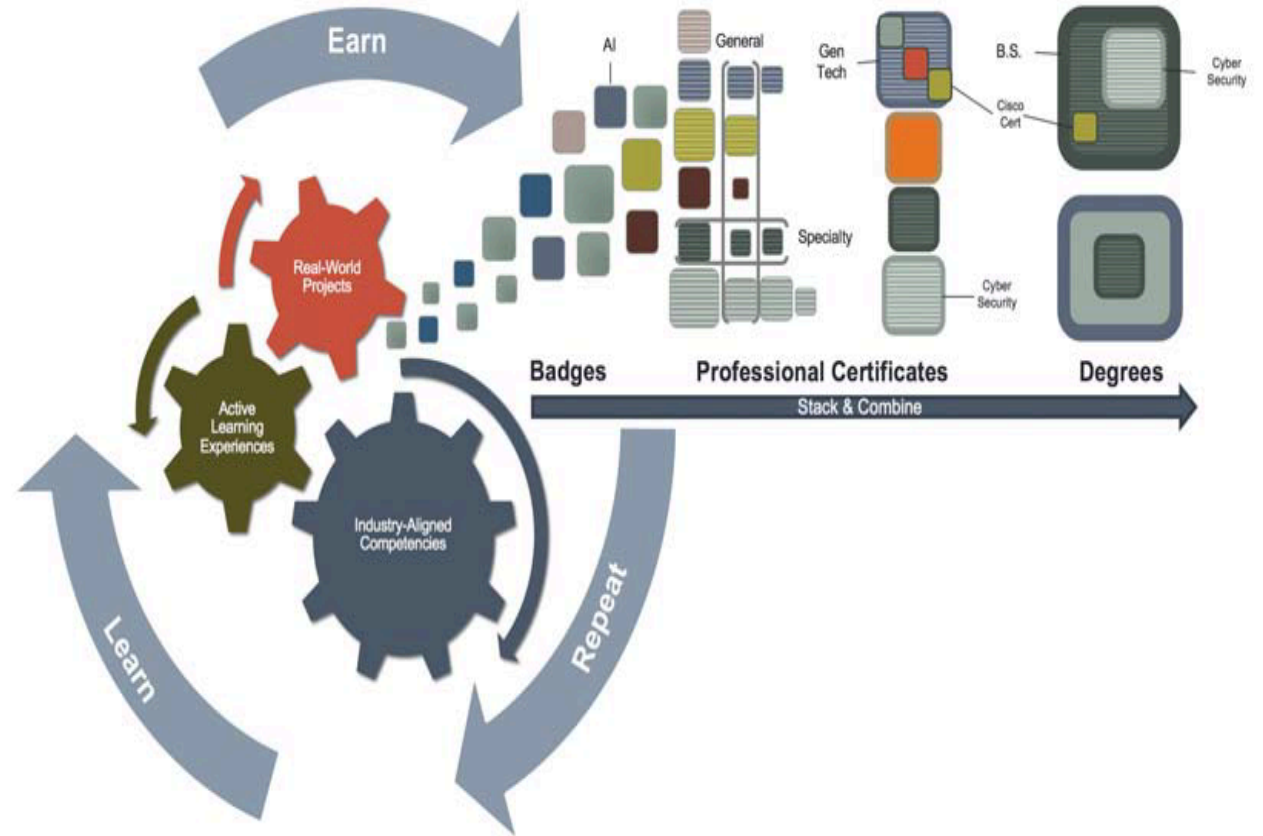 Earn
AI
General
Gen
Tech
B.S.
Cyber
Security
Cisco
Cert
Real-World
Projects
Specialty
Cyber
Security
Badges
Professional Certificates
Degrees
Stack & Combine
Active
Learning
Experiences
Industry-Aligned
Competencies
Learn
Repeat